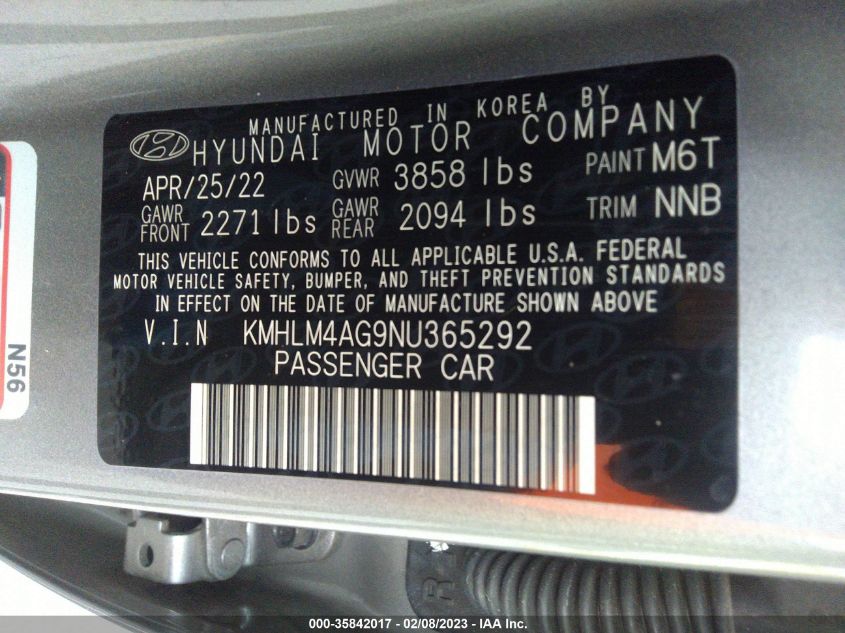 MANUFACTURED IN KOREA BY
HYUNDAI MOTOR COMPANY
APR/25/22 GVWR 3858 lbs PAINT M6T
GAWR FRONT 2271 lbs GAWR REAR 2094 lbs TRIM NNB
THIS VEHICLE CONFORMS TO ALL APPLICABLE U.S.A. FEDERAL
MOTOR VEHICLE SAFETY, BUMPER, AND THEFT PREVENTION STANDARDS
IN EFFECT ON THE DATE OF MANUFACTURE SHOWN ABOVE
V.I.N KMHLM4AG9NU365292
PASSENGER CAR
N56
R
000-35842017 - 02/08/2023 - IAA Inc.